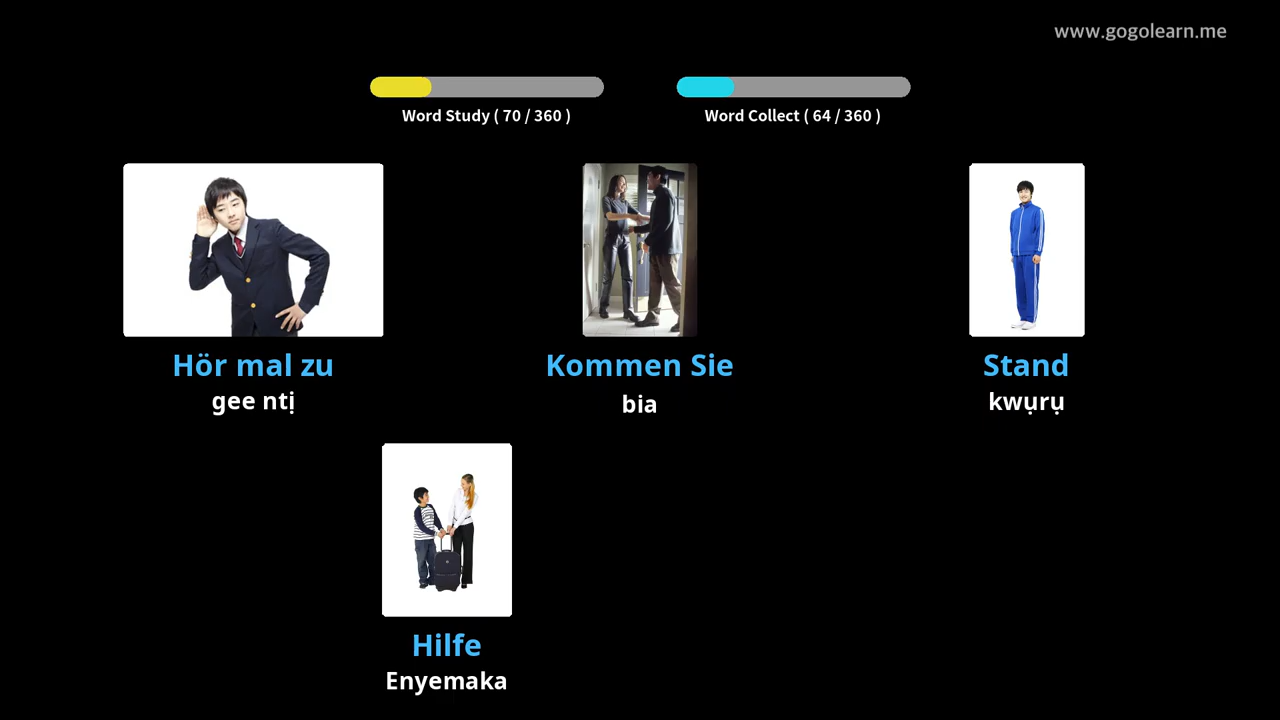 www.gogolearn.me
Word Study ( 70 / 360 )
Word Collect ( 64 / 360 )
Hör mal zu
gee ntị
Kommen Sie
bia
Stand
kwụrụ
Hilfe
Enyemaka